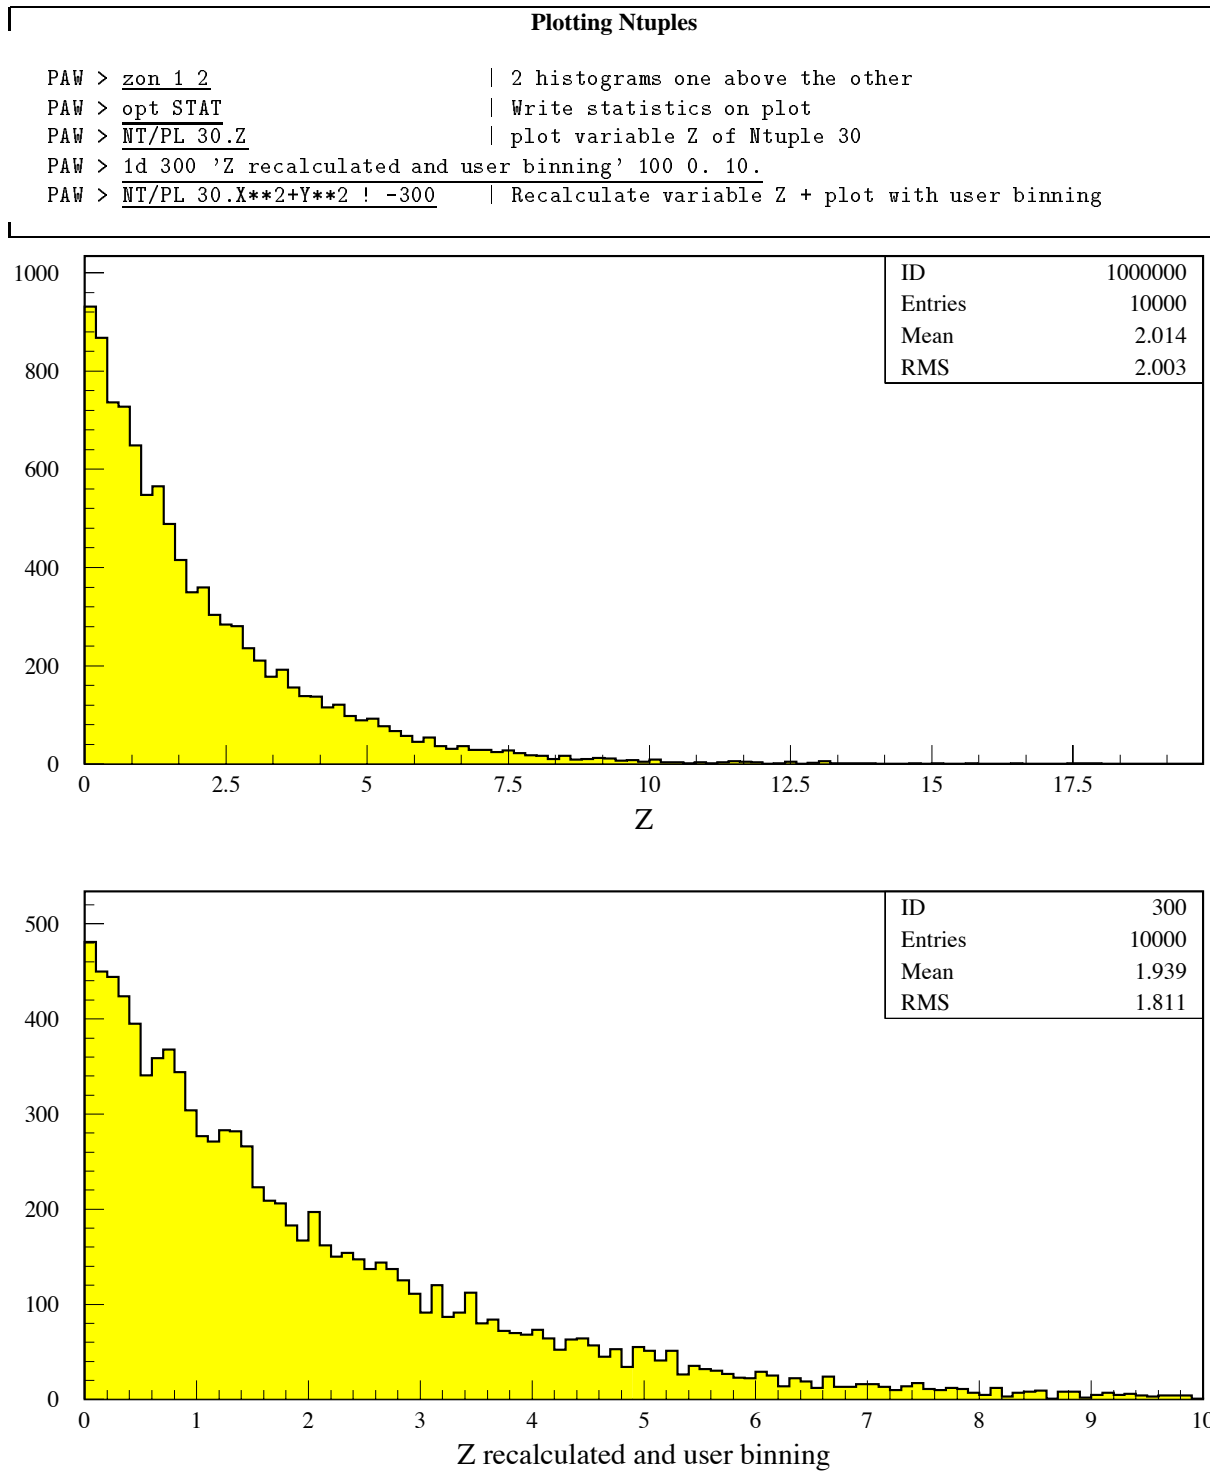 Plotting Ntuples
PAW > zon 1 2 | 2 histograms one above the other
PAW > opt STAT | Write statistics on plot
PAW > NT/PL 30.Z | plot variable Z of Ntuple 30
PAW > 1d 300 ’Z recalculated and user binning’ 100 0. 10.
PAW > NT/PL 30.X**2+Y**2 ! -300 | Recalculate variable Z + plot with user binning
ID 1000000
Entries 10000
Mean 2.014
RMS 2.003
1000
800
600
400
200
0
0 2.5 5 7.5 10 12.5 15 17.5
Z
ID 300
Entries 10000
Mean 1.939
RMS 1.811
500
400
300
200
100
0
0 1 2 3 4 5 6 7 8 9 10
Z recalculated and user binning